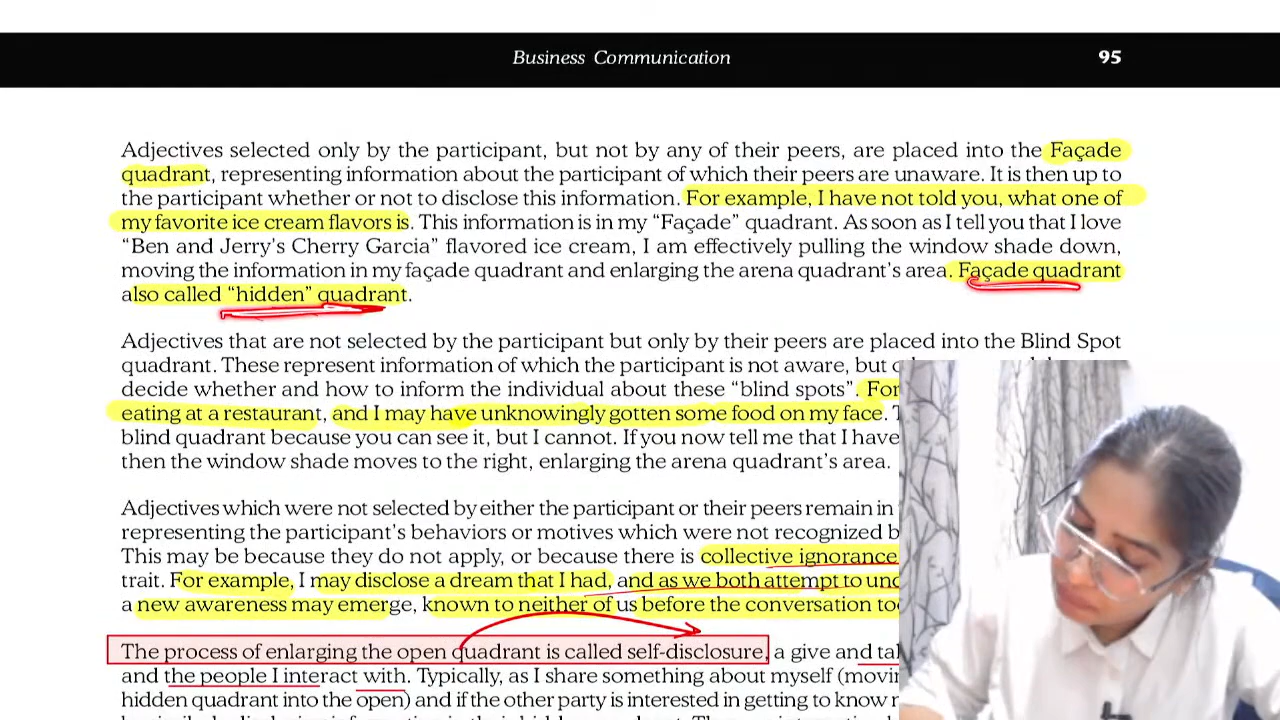 Business Communication 95
Adjectives selected only by the participant, but not by any of their peers, are placed into the Façade
quadrant, representing information about the participant of which their peers are unaware. It is then up to
the participant whether or not to disclose this information. For example, I have not told you, what one of
my favorite ice cream flavors is. This information is in my “Façade” quadrant. As soon as I tell you that I love
“Ben and Jerry's Cherry Garcia” flavored ice cream, I am effectively pulling the window shade down,
moving the information in my façade quadrant and enlarging the arena quadrant's area. Façade quadrant
also called “hidden” quadrant.
Adjectives that are not selected by the participant but only by their peers are placed into the Blind Spot
quadrant. These represent information of which the participant is not aware, but
decide whether and how to inform the individual about these “blind spots”. For
eating at a restaurant, and I may have unknowingly gotten some food on my face.
blind quadrant because you can see it, but I cannot. If you now tell me that I have
then the window shade moves to the right, enlarging the arena quadrant's area.
Adjectives which were not selected by either the participant or their peers remain in
representing the participant's behaviors or motives which were not recognized
This may be because they do not apply, or because there is collective ignorance
trait. For example, I may disclose a dream that I had, and as we both attempt to
a new awareness may emerge, known to neither of us before the conversation
The process of enlarging the open quadrant is called self-disclosure, a give and
and the people I interact with. Typically, as I share something about myself
hidden quadrant into the open) and if the other party is interested in getting to know